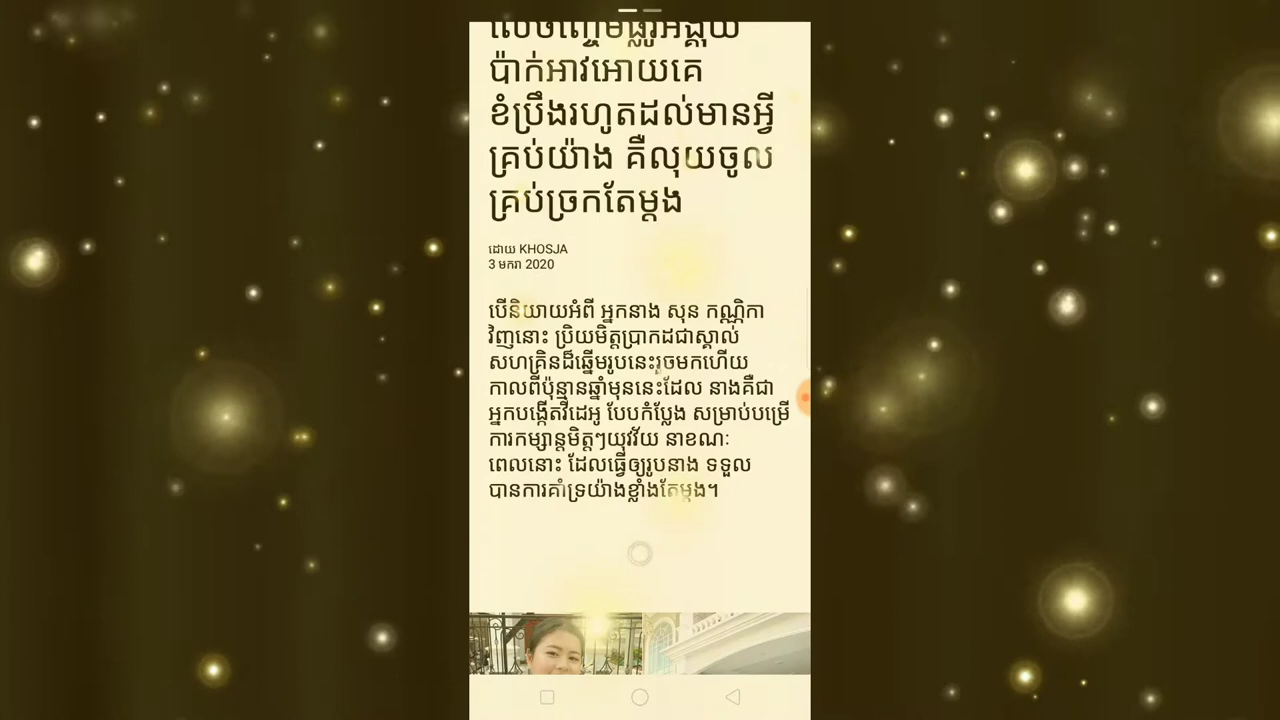 ប៉ាក់អាវអោយគេ
ខំប្រឹងរហូតដល់មានអ្វី
គ្រប់យ៉ាង គឺលុយចូល
គ្រប់ច្រកតែម្តង
ដោយ KHOSJA
3 មករា 2020
បើនិយាយអំពី អ្នកនាង សុន កណ្ណិកា
វិញនោះ ប្រិយមិត្តប្រាកដជាស្គាល់
សហគ្រិនដ៏ឆ្នើមរូបនេះរួចមកហើយ
កាលពីប៉ុន្មានឆ្នាំមុននេះដែល នាងគឺជា
អ្នកបង្កើតវីដេអូ បែបកំប្លែង សម្រាប់បម្រើ
ការកម្សាន្តមិត្តៗយុវវ័យ នាខណៈ
ពេលនោះ ដែលធ្វើឲ្យរូបនាង ទទួល
បានការគាំទ្រយ៉ាងខ្លាំងតែម្តង។